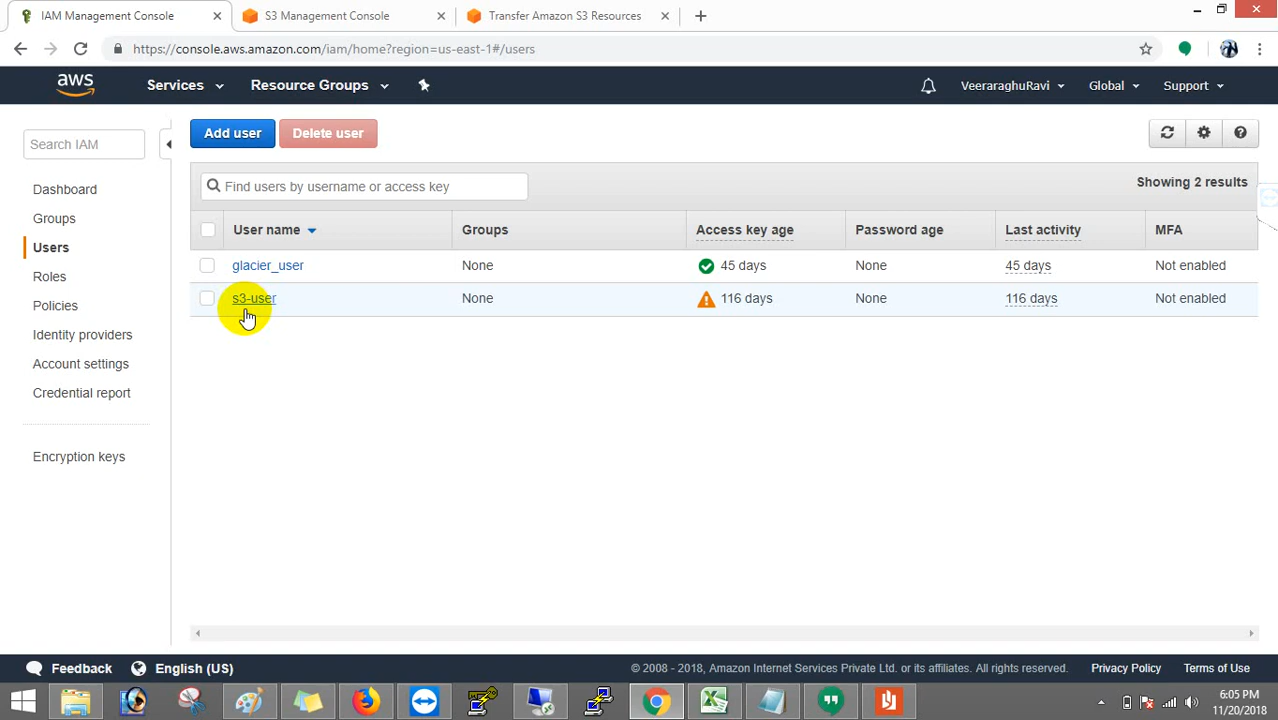 IAM Management Console
S3 Management Console
Transfer Amazon S3 Resources
https://console.aws.amazon.com/iam/home?region=us-east-1#/users
aws
Services
Resource Groups
VeeraraghuRavi
Global
Support
Search IAM
Add user
Delete user
Find users by username or access key
Showing 2 results
Dashboard
Groups
Users
Roles
Policies
Identity providers
Account settings
Credential report
Encryption keys
User name Groups Access key age Password age Last activity MFA
glacier_user None 45 days None 45 days Not enabled
s3-user None 116 days None 116 days Not enabled
Feedback
English (US)
© 2008 - 2018, Amazon Internet Services Private Ltd. or its affiliates. All rights reserved.
Privacy Policy
Terms of Use
6:05 PM
11/20/2018